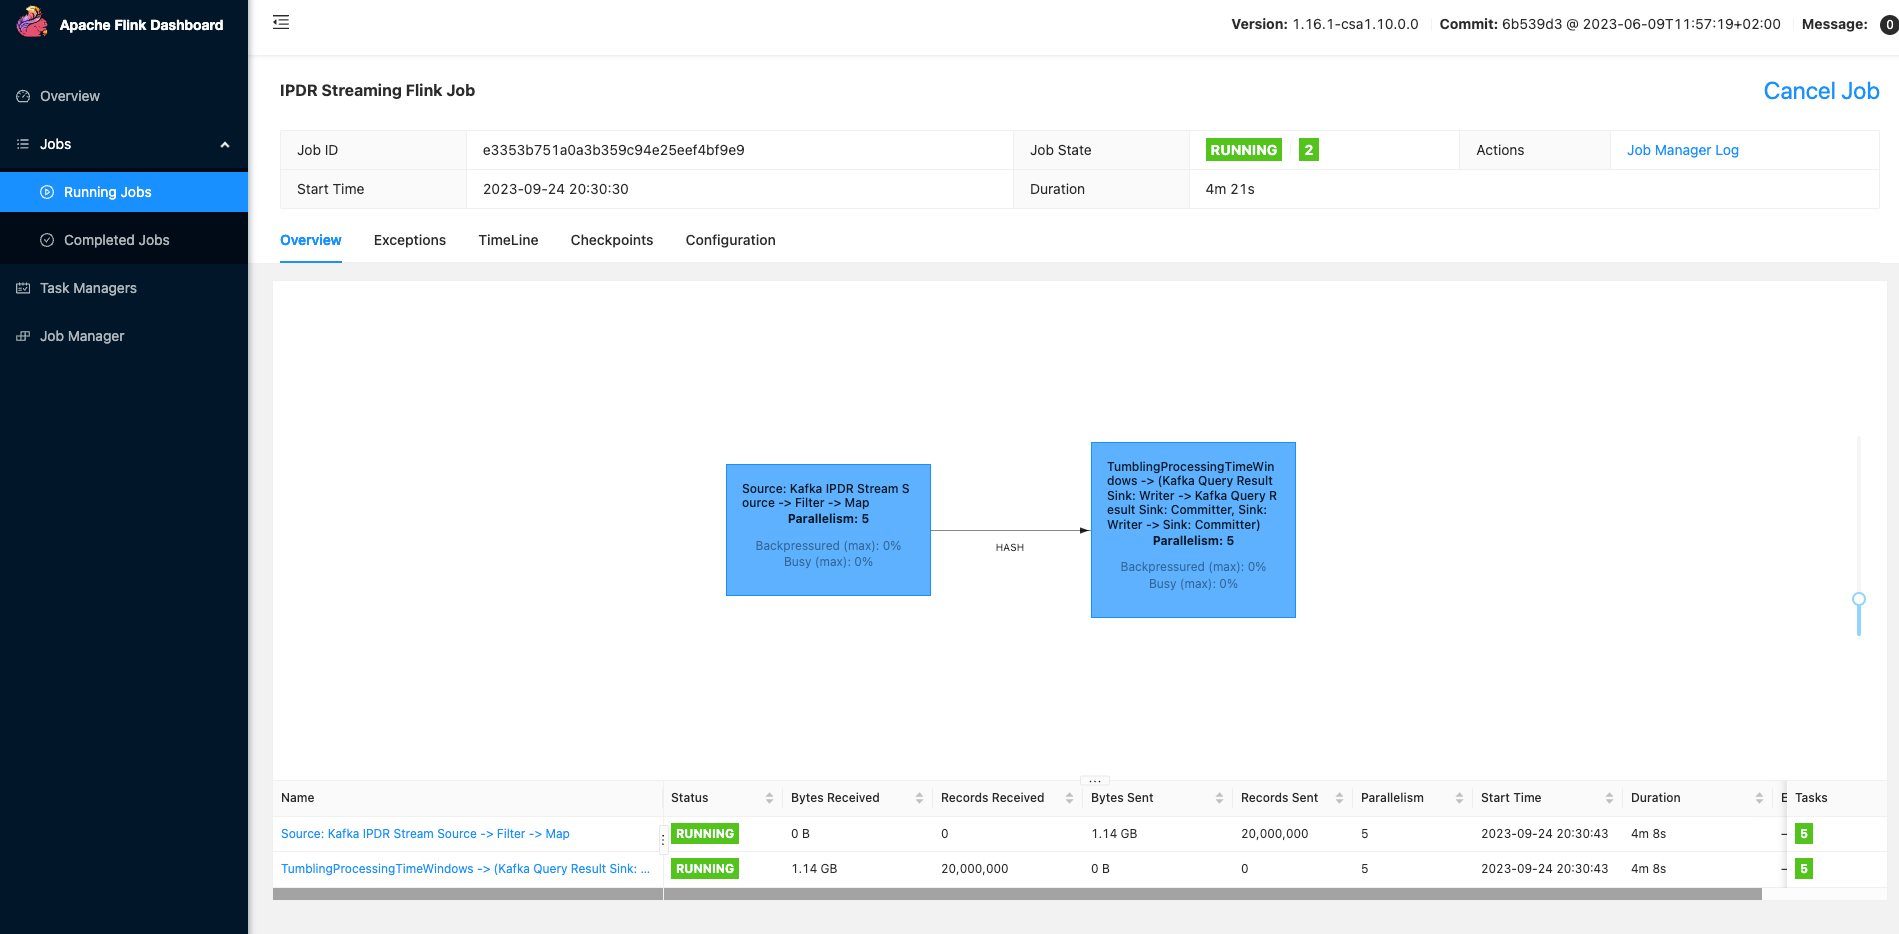 Apache Flink Dashboard
Version: 1.16.1-csa1.10.0.0 Commit: 6b539d3 @ 2023-06-09T11:57:19+02:00 Message: 0
Overview
Jobs
Running Jobs
Completed Jobs
Task Managers
Job Manager
IPDR Streaming Flink Job
Cancel Job
Job ID e3353b751a0a3b359c94e25eef4bf9e9 Job State RUNNING 2 Actions Job Manager Log
Start Time 2023-09-24 20:30:30 Duration 4m 21s
Overview Exceptions TimeLine Checkpoints Configuration
Source: Kafka IPDR Stream S
ource -> Filter -> Map
Parallelism: 5
Backpressured (max): 0%
Busy (max): 0%
HASH
TumblingProcessingTimeWin
dows -> (Kafka Query Result
Sink: Writer -> Kafka Query R
esult Sink: Committer, Sink:
Writer -> Sink: Committer)
Parallelism: 5
Backpressured (max): 0%
Busy (max): 0%
Name Status Bytes Received Records Received Bytes Sent Records Sent Parallelism Start Time Duration E Tasks
Source: Kafka IPDR Stream Source -> Filter -> Map RUNNING 0 B 0 1.14 GB 20,000,000 5 2023-09-24 20:30:43 4m 8s – 5
TumblingProcessingTimeWindows -> (Kafka Query Result Sink: ... RUNNING 1.14 GB 20,000,000 0 B 0 5 2023-09-24 20:30:43 4m 8s – 5